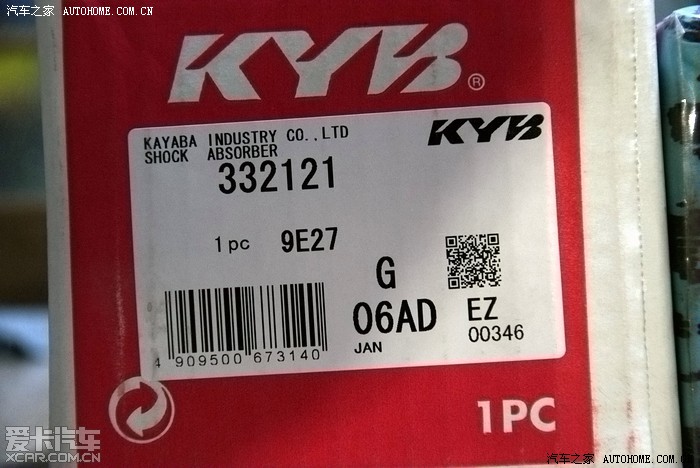 汽车之家 AUTOHOME.COM.CN
KYB®
KAYABA INDUSTRY CO.,LTD
SHOCK ABSORBER
KYB
332121
1pc 9E27
G
06AD
EZ
00346
JAN
4 909500 673140
1PC
爱卡汽车
XCAR.COM.CN
汽车之家 AUTOHOME.COM.CN